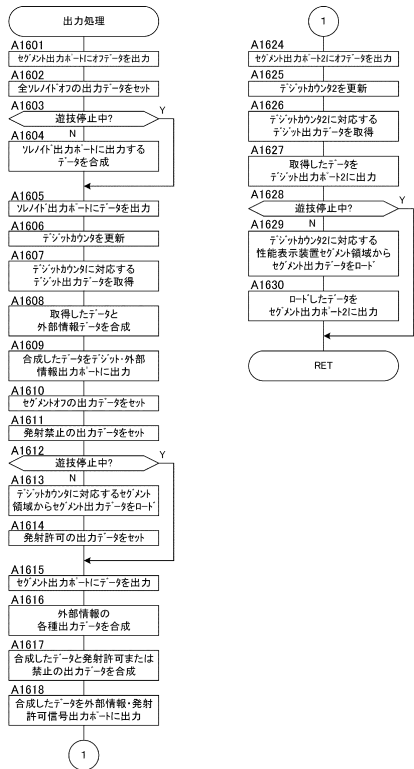 出力処理
A1601
セグメント出力ポートにオフデータを出力
A1602
全ソレノイドオフの出力データをセット
A1603
遊技停止中?
Y
N
A1604
ソレノイド出力ポートに出力する
データを合成
A1605
ソレノイド出力ポートにデータを出力
A1606
デジットカウンタを更新
A1607
デジットカウンタに対応する
デジット出力データを取得
A1608
取得したデータと
外部情報データを合成
A1609
合成したデータをデジット・外部
情報出力ポートに出力
A1610
セグメントオフの出力データをセット
A1611
発射禁止の出力データをセット
A1612
遊技停止中?
Y
N
A1613
デジットカウンタに対応するセグメント
領域からセグメント出力データをロード
A1614
発射許可の出力データをセット
A1615
セグメント出力ポートにデータを出力
A1616
外部情報の
各種出力データを合成
A1617
合成したデータと発射許可または
禁止の出力データを合成
A1618
合成したデータを外部情報・発射
許可信号出力ポートに出力
1
1
A1624
セグメント出力ポート2にオフデータを出力
A1625
デジットカウンタ2を更新
A1626
デジットカウンタ2に対応する
デジット出力データを取得
A1627
取得したデータを
デジット出力ポート2に出力
A1628
遊技停止中?
Y
N
A1629
デジットカウンタ2に対応する
性能表示装置セグメント領域から
セグメント出力データをロード
A1630
ロードしたデータを
セグメント出力ポート2に出力
RET